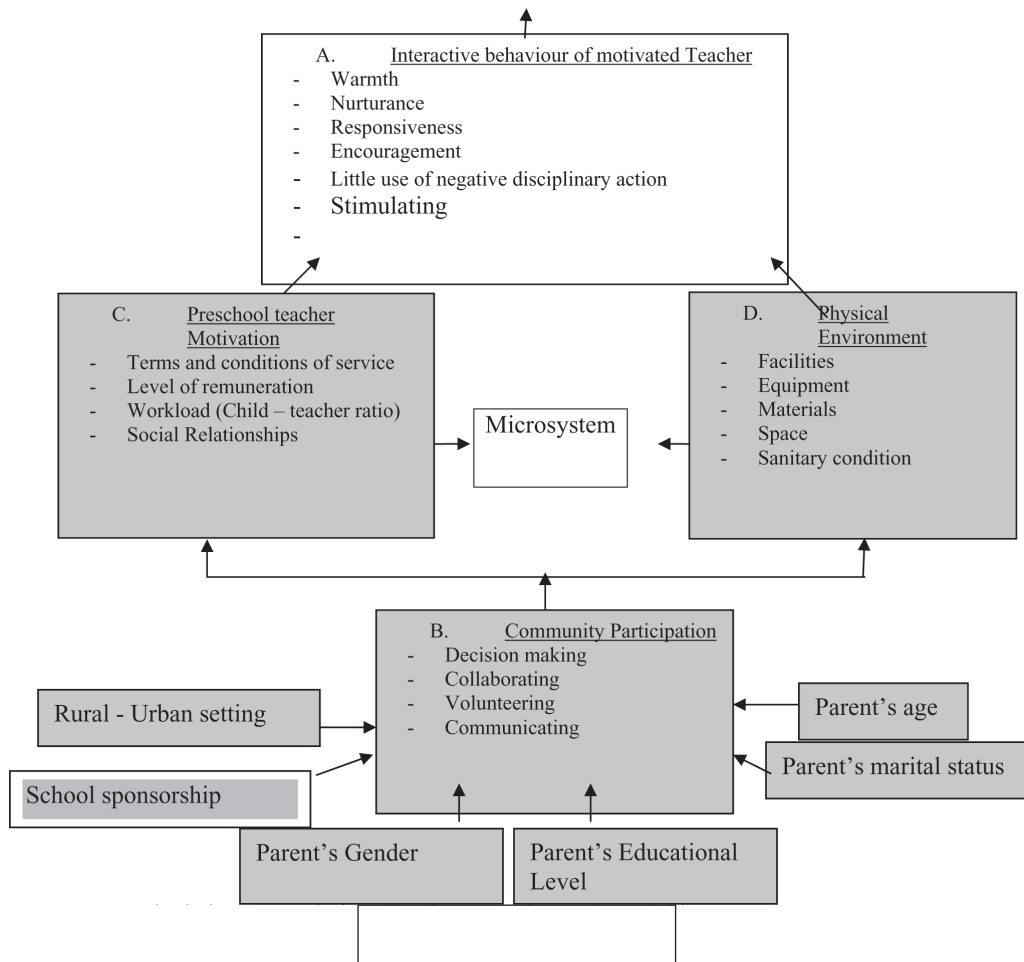 A. Interactive behaviour of motivated Teacher
- Warmth
- Nurturance
- Responsiveness
- Encouragement
- Little use of negative disciplinary action
- Stimulating
-
C. Preschool teacher
Motivation
- Terms and conditions of service
- Level of remuneration
- Workload (Child – teacher ratio)
- Social Relationships
Microsystem
D. Physical
Environment
- Facilities
- Equipment
- Materials
- Space
- Sanitary condition
B. Community Participation
- Decision making
- Collaborating
- Volunteering
- Communicating
Rural - Urban setting
School sponsorship
Parent's age
Parent's marital status
Parent's Gender
Parent's Educational
Level